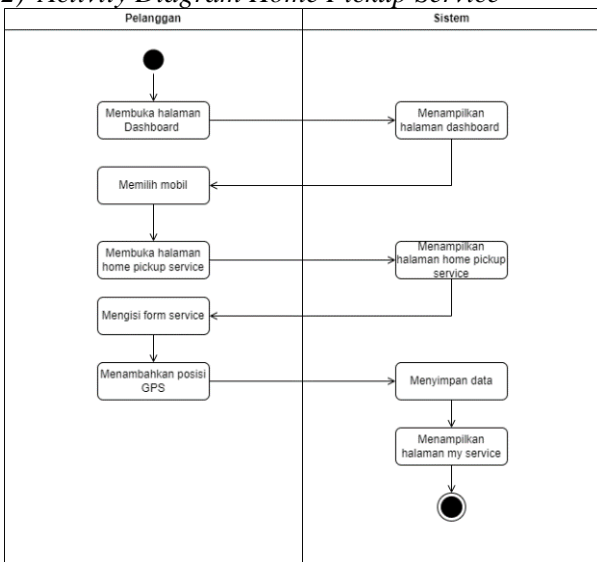 2) Activity Diagram Home Pickup Service
Pelanggan
Sistem
Membuka halaman
Dashboard
Menampilkan
halaman dashboard
Memilih mobil
Membuka halaman
home pickup service
Menampilkan
halaman home pickup
service
Mengisi form service
Menambahkan posisi
GPS
Menyimpan data
Menampilkan
halaman my service